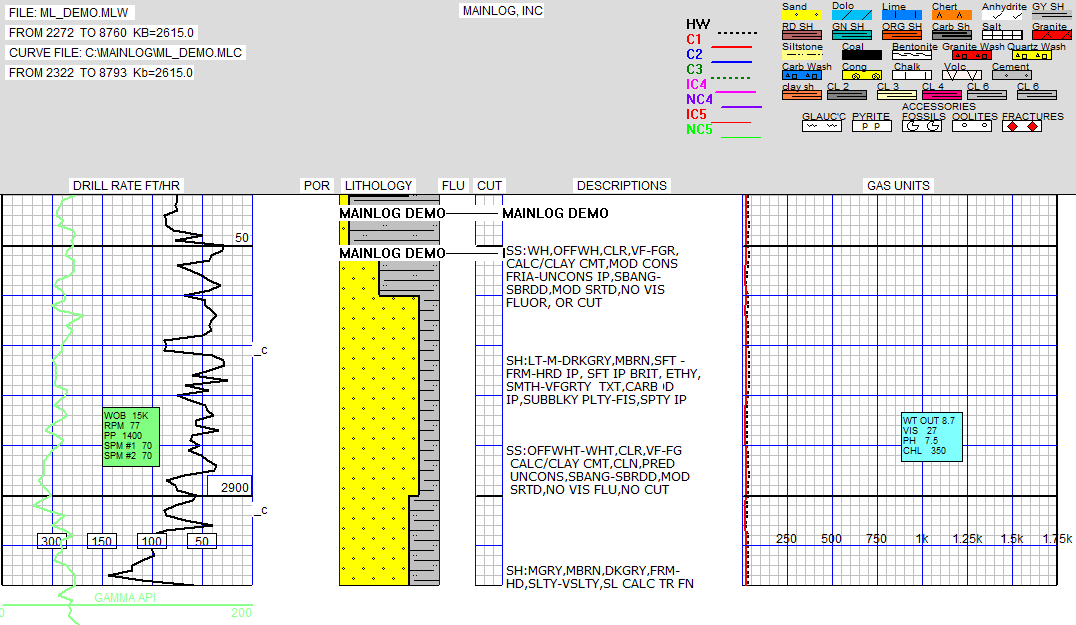 FILE: ML_DEMO.MLW
FROM 2272 TO 8760 KB=2615.0
CURVE FILE: C:\MAINLOG\ML_DEMO.MLC
FROM 2322 TO 8793 Kb=2615.0
MAINLOG, INC
HW
C1
C2
C3
IC4
NC4
IC5
NC5
Sand Dolo Lime Chert Anhydrite GY SH
RD SH GN SH ORG SH Carb Sh Salt Granite
Siltstone Coal Bentonite Granite Wash Quartz Wash
Carb Wash Cong Chalk Volc Cement
clay sh CL 2 CL 3 CL 4 CL 6 CL 6
ACCESSORIES
GLAUC'C PYRITE FOSSILS OOLITES FRACTURES
P P
DRILL RATE FT/HR POR LITHOLOGY FLU CUT DESCRIPTIONS GAS UNITS
MAINLOG DEMO MAINLOG DEMO
50
MAINLOG DEMO
SS:WH,OFFWH,CLR,VF-FGR,
CALC/CLAY CMT,MOD CONS
FRIA-UNCONS IP,SBANG-
SBRDD,MOD SRTD,NO VIS
FLUOR, OR CUT
_C
SH:LT-M-DRKGRY,MBRN,SFT -
FRM-HRD IP, SFT IP BRIT, ETHY,
SMTH-VFGRTY TXT,CARB
IP,SUBBLKY PLTY-FIS,SPTY IP
WOB 15K
RPM 77
PP 1400
SPM #1 70
SPM #2 70
WT OUT 8.7
VIS 27
PH 7.5
CHL 350
SS:OFFWHT-WHT,CLR,VF-FG
CALC/CLAY CMT,CLN,PRED
UNCONS,SBANG-SBRDD,MOD
SRTD,NO VIS FLU,NO CUT
2900
_C
300 150 100 50
250 500 750 1k 1.25k 1.5k 1.75k
SH:MGRY,MBRN,DKGRY,FRM-
HD,SLTY-VSLTY,SL CALC TR FN
GAMMA API
0 200